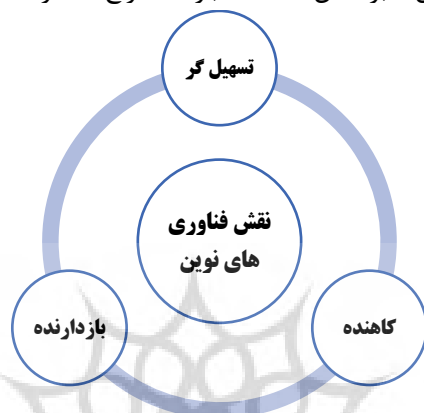 تسهیل گر
نقش فناوری
های نوین
کاهنده
بازدارنده